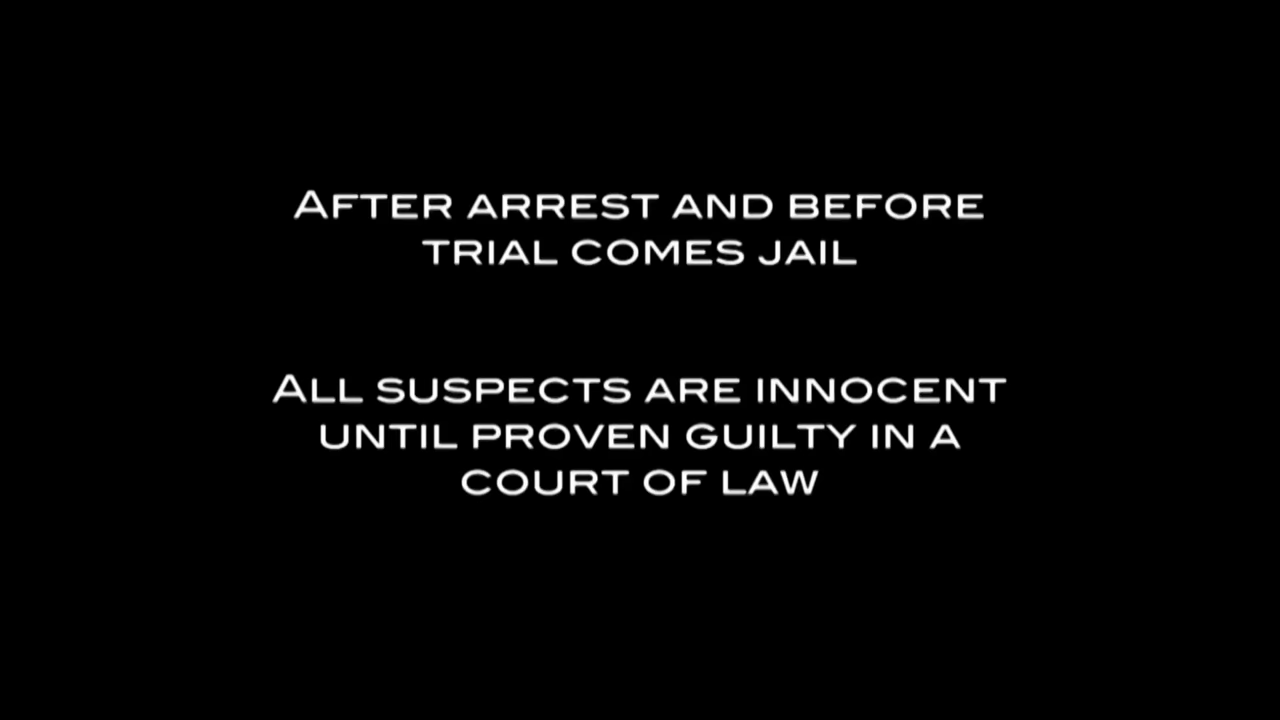 After arrest and before
trial comes jail
All suspects are innocent
until proven guilty in a
court of law